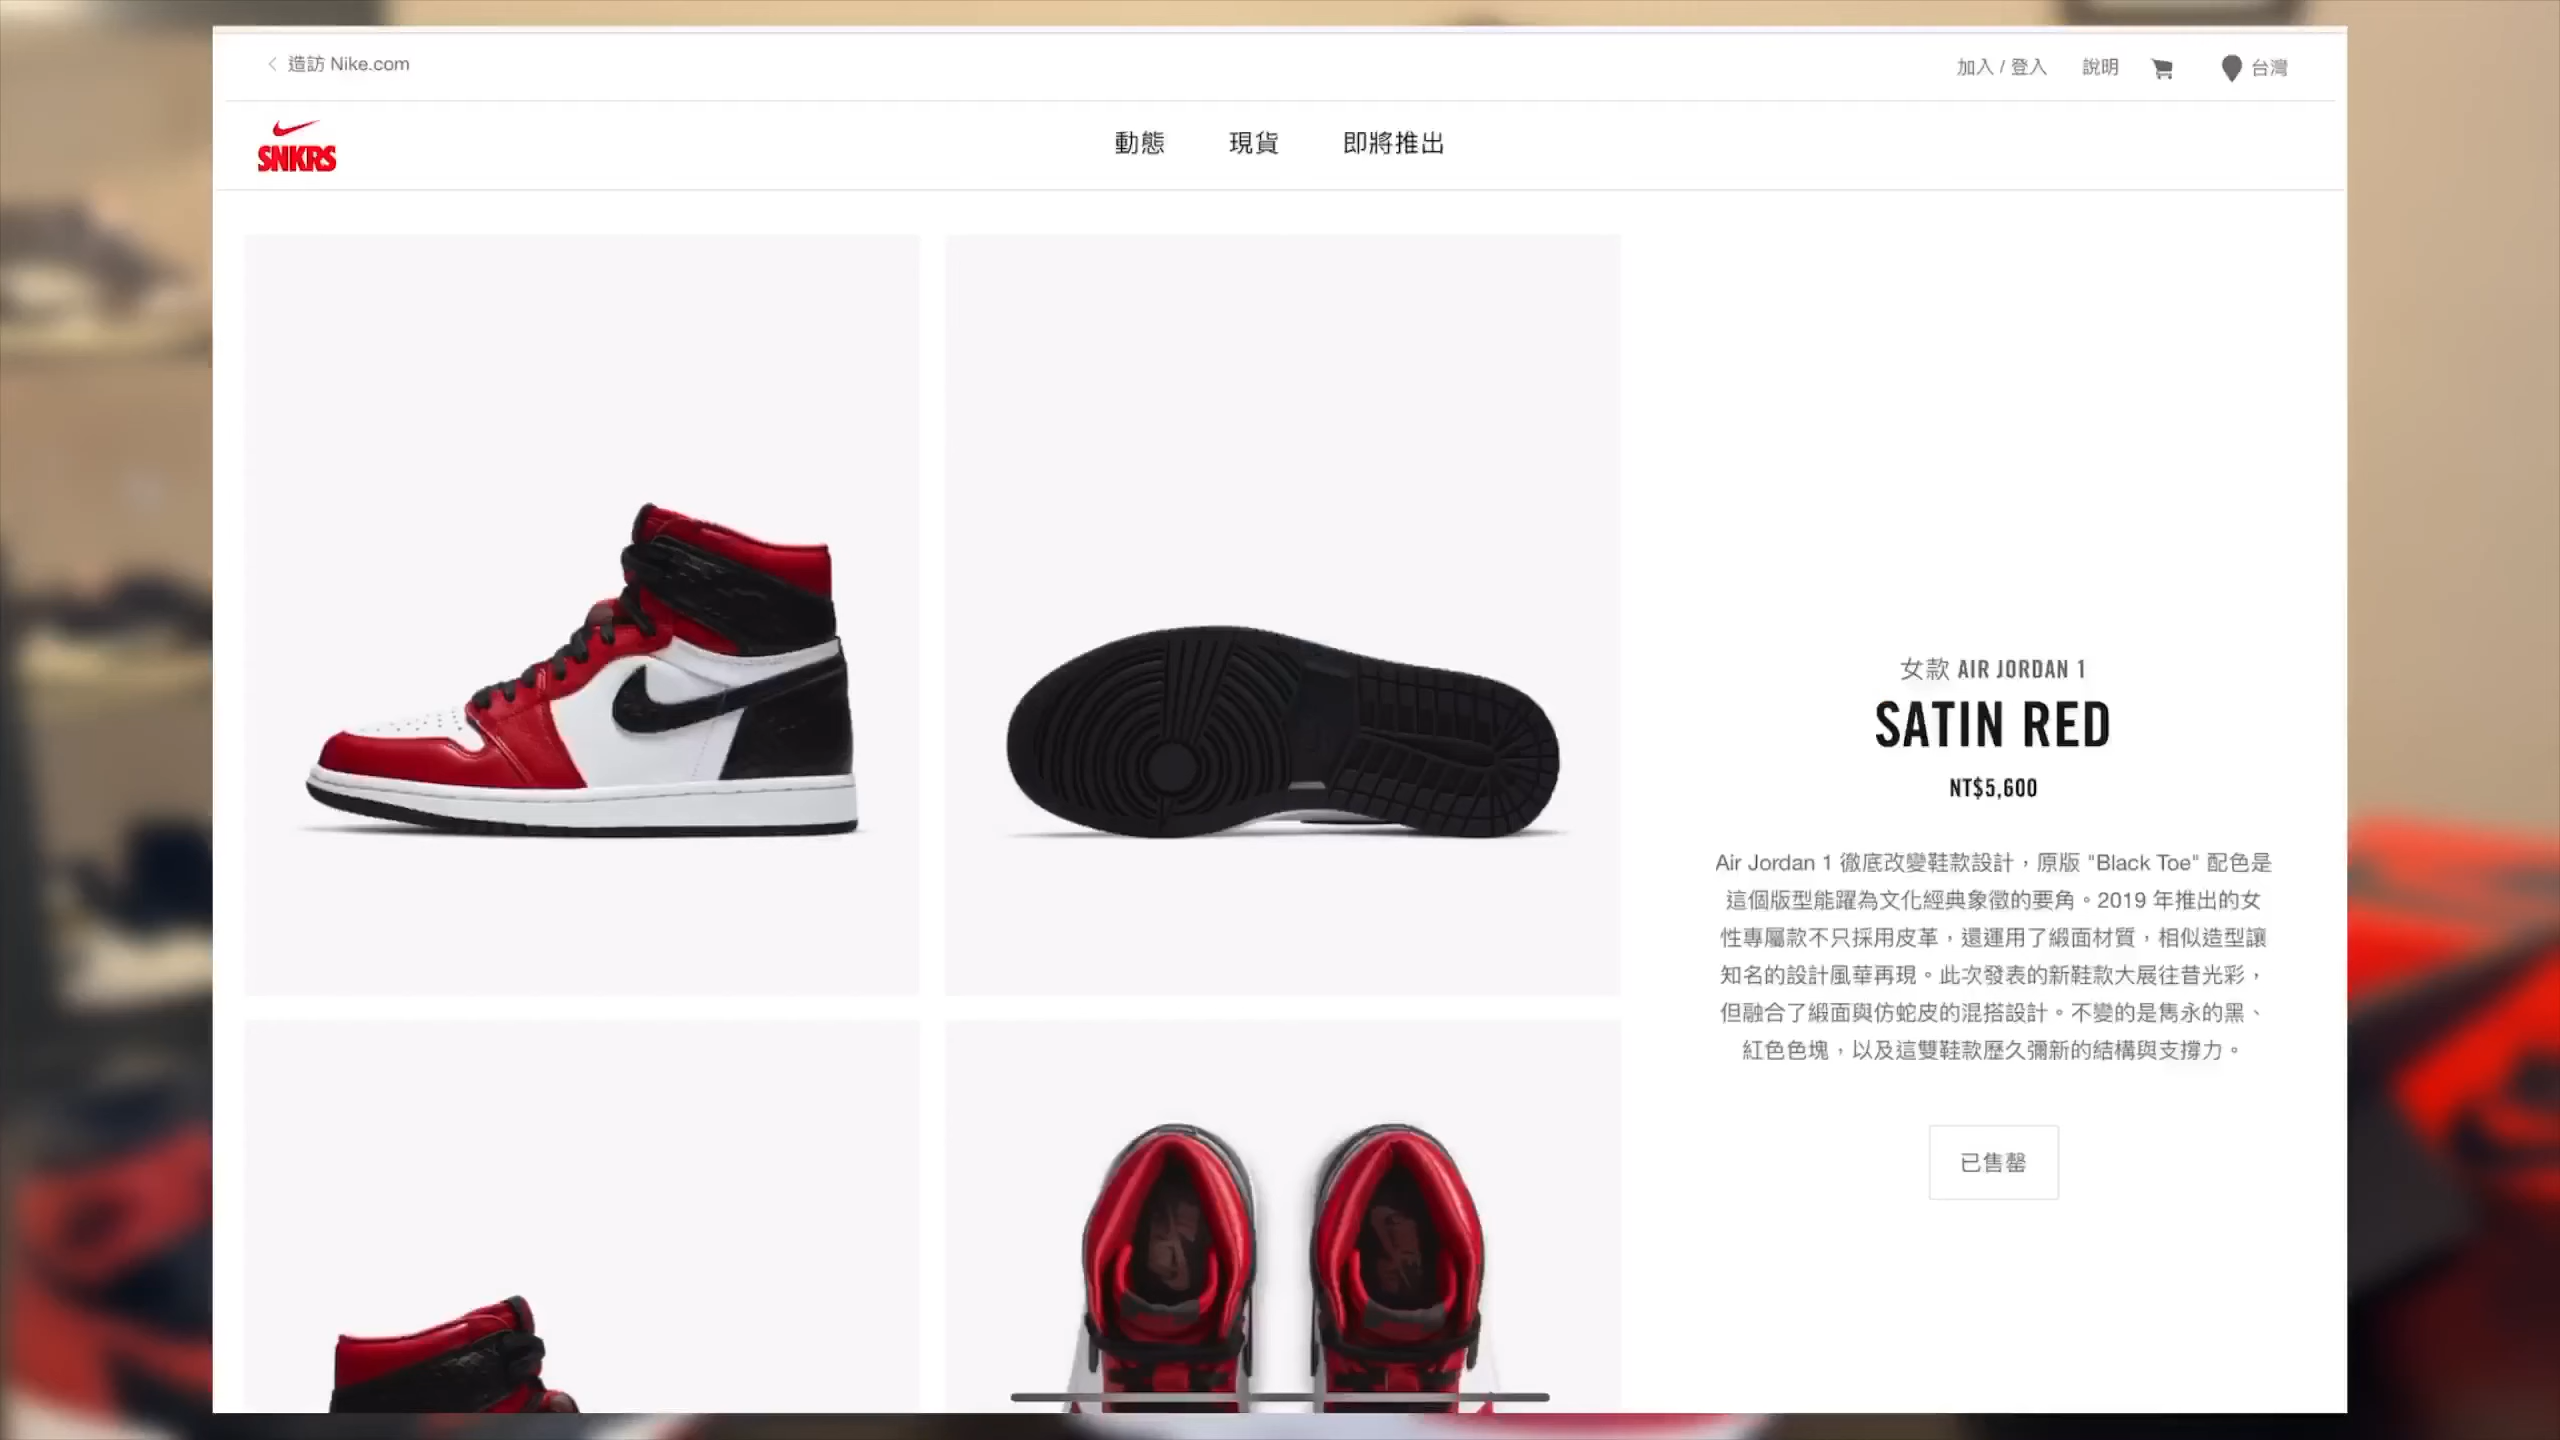 造訪 Nike.com
加入 / 登入
說明
台灣
SNKRS
動態
現貨
即將推出
女款 AIR JORDAN 1
SATIN RED
NT$5,600
Air Jordan 1 徹底改變鞋款設計，原版 "Black Toe" 配色是
這個版型能躍為文化經典象徵的要角。2019 年推出的女
性專屬款不只採用皮革，還運用了緞面材質，相似造型讓
知名的設計風華再現。此次發表的新鞋款大展往昔光彩，
但融合了緞面與仿蛇皮的混搭設計。不變的是雋永的黑、
紅色色塊，以及這雙鞋款歷久彌新的結構與支撐力。
已售罄